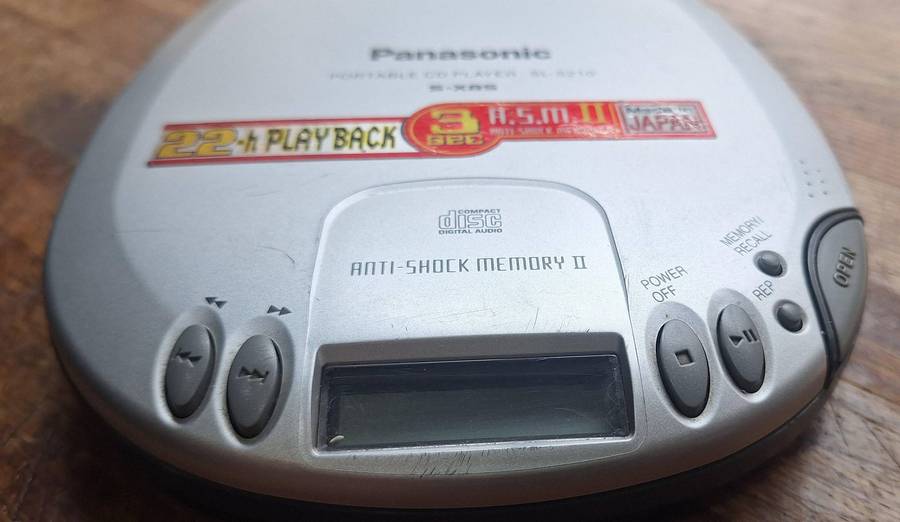 Panasonic
PORTABLE CD PLAYER SL-S210
S-XBS
22-h PLAYBACK
3 SEC
A.S.M. II
ANTI-SHOCK MEMORY
Made in JAPAN
COMPACT disc DIGITAL AUDIO
ANTI-SHOCK MEMORY II
MEMORY/
RECALL
OPEN
POWER
OFF
REP